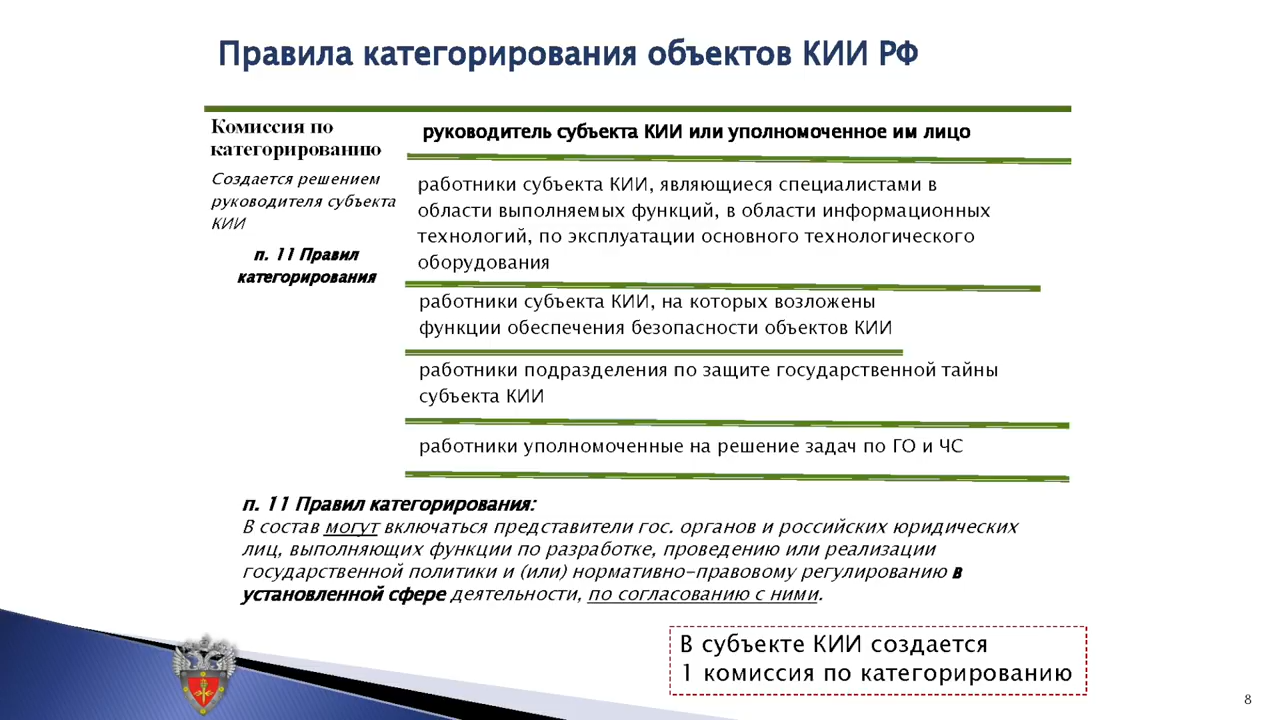 Правила категорирования объектов КИИ РФ
Комиссия по
категорированию
Создается решением
руководителя субъекта
КИИ
п. 11 Правил
категорирования
руководитель субъекта КИИ или уполномоченное им лицо
работники субъекта КИИ, являющиеся специалистами в
области выполняемых функций, в области информационных
технологий, по эксплуатации основного технологического
оборудования
работники субъекта КИИ, на которых возложены
функции обеспечения безопасности объектов КИИ
работники подразделения по защите государственной тайны
субъекта КИИ
работники уполномоченные на решение задач по ГО и ЧС
п. 11 Правил категорирования:
В состав могут включаться представители гос. органов и российских юридических
лиц, выполняющих функции по разработке, проведению или реализации
государственной политики и (или) нормативно-правовому регулированию в
установленной сфере деятельности, по согласованию с ними.
В субъекте КИИ создается
1 комиссия по категорированию
8